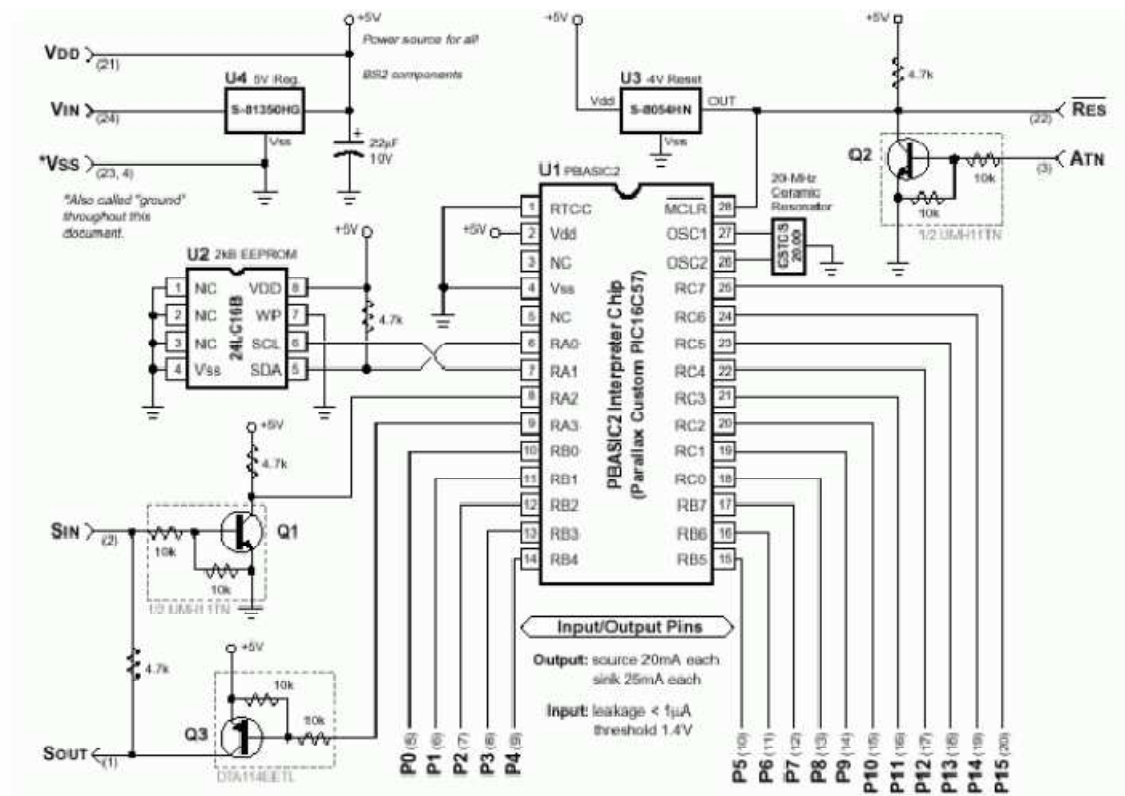 VDD
(21)
VIN
(24)
*VSS
(23, 4)
*Also called "ground"
throughout this
document.
+5V
Power source for all
BS2 components
U4 5V Reg.
S-81350HG
Vss
22µF
10V
+
+5V
U3 4V Reset
Vdd
S-8054HN
OUT
Vss
+5V
4.7k
RES
(22)
ATN
(3)
Q2
10k
10k
1/2 UMH11TN
U2 2kB EEPROM
24LC16B
1 NC VDD 8
2 NC WP 7
3 NC SCL 6
4 Vss SDA 5
+5V
4.7k
U1 PBASIC2
+5V
PBASIC2 Interpreter Chip
(Parallax Custom PIC16C57)
1 RTCC MCLR 28
2 Vdd OSC1 27
3 NC OSC2 26
4 Vss RC7 25
5 NC RC6 24
6 RA0 RC5 23
7 RA1 RC4 22
8 RA2 RC3 21
9 RA3 RC2 20
10 RB0 RC1 19
11 RB1 RC0 18
12 RB2 RB7 17
13 RB3 RB6 16
14 RB4 RB5 15
20-MHz
Ceramic
Resonator
CSTCS
20.00
+5V
4.7k
SIN
(2)
10k
10k
Q1
1/2 UMH11TN
4.7k
+5V
10k
10k
Q3
DTA114EETL
SOUT
(1)
Input/Output Pins
Output: source 20mA each
sink 25mA each
Input: leakage < 1µA
threshold 1.4V
P0 (5)
P1 (6)
P2 (7)
P3 (8)
P4 (9)
P5 (10)
P6 (11)
P7 (12)
P8 (13)
P9 (14)
P10 (15)
P11 (16)
P12 (17)
P13 (18)
P14 (19)
P15 (20)